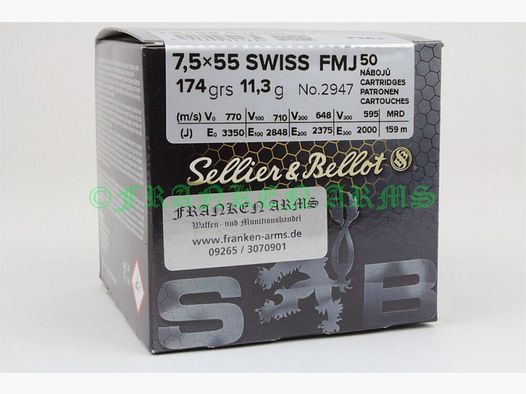 7,5×55 SWISS FMJ 50
174 grs 11,3 g No.2947
NÁBOJŮ
CARTRIDGES
PATRONEN
CARTOUCHES
(m/s) V0 770 V100 710 V200 648 V300 595 MRD
(J) E0 3350 E100 2848 E200 2375 E300 2000 159 m
Sellier & Bellot
©FRANKEN ARMS
FRANKEN ARMS
Waffen- und Munitionshandel
www.franken-arms.de
09265 / 3070901
S B